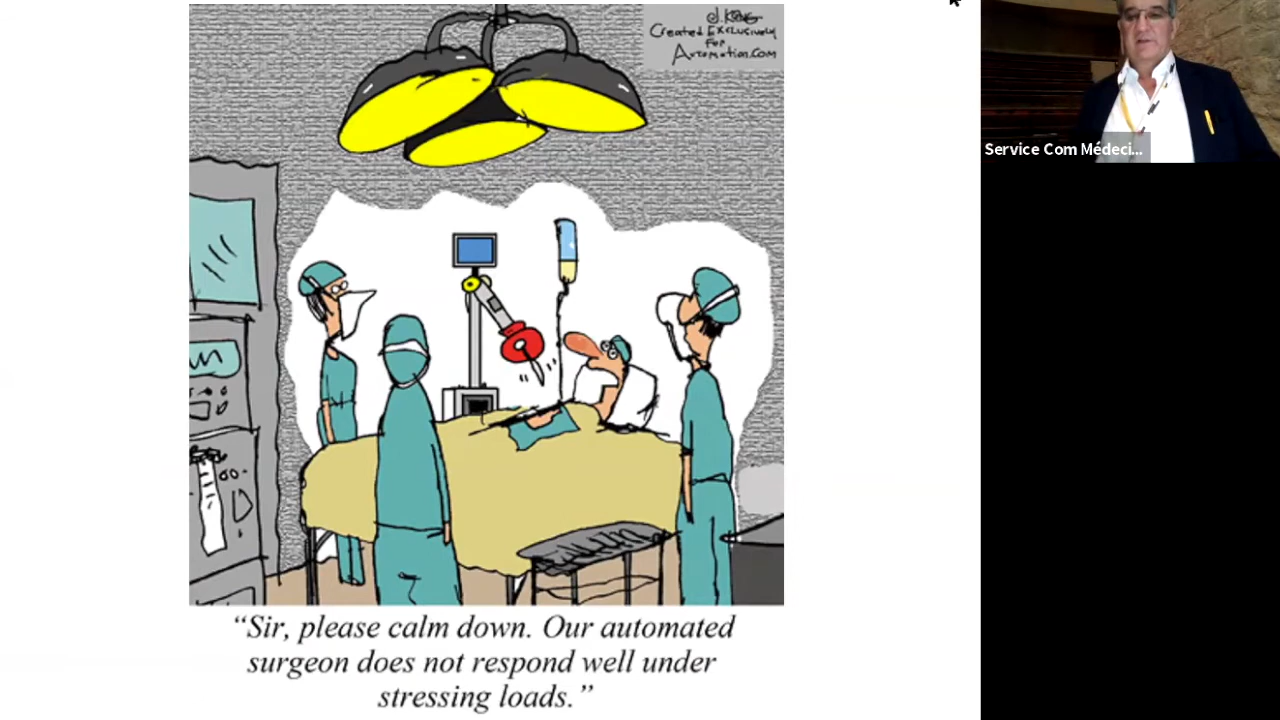 Created Exclusively
For
Automation.com
Service Com Médeci...
“Sir, please calm down. Our automated
surgeon does not respond well under
stressing loads.”